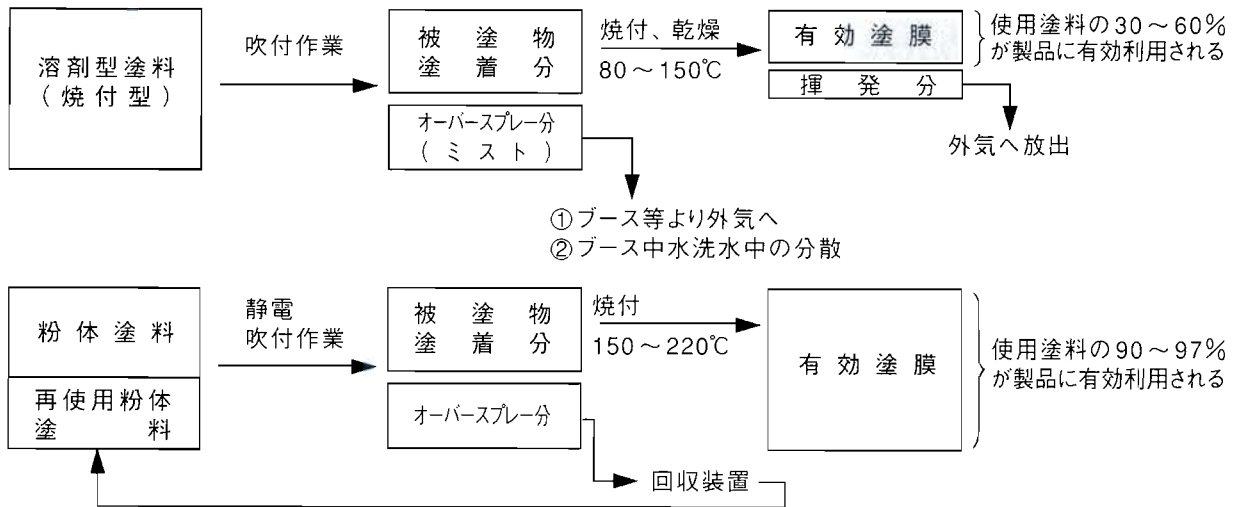 溶剤型塗料
(焼付型)
吹付作業
被塗物
塗着分
オーバースプレー分
(ミスト)
焼付、乾燥
80～150℃
有効塗膜
揮発分
使用塗料の30～60%
が製品に有効利用される
外気へ放出
①ブース等より外気へ
②ブース中水洗水中の分散
粉体塗料
再使用粉体
塗料
静電
吹付作業
被塗物
塗着分
オーバースプレー分
焼付
150～220℃
有効塗膜
使用塗料の90～97%
が製品に有効利用される
回収装置